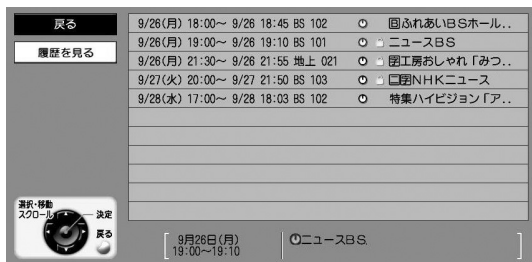 戻る
履歴を見る
9/26(月) 18:00～ 9/26 18:45 BS 102 回ふれあいBSホール..
9/26(月) 19:00～ 9/26 19:10 BS 101 ニュースBS
9/26(月) 21:30～ 9/26 21:55 地上 021 字工房おしゃれ「みつ..
9/27(火) 20:00～ 9/27 21:50 BS 103 二字NHKニュース
9/28(水) 17:00～ 9/28 18:03 BS 102 特集ハイビジョン「ア..
選択・移動
スクロール
決定
戻る
9月26日(月)
19:00～19:10
ニュースBS